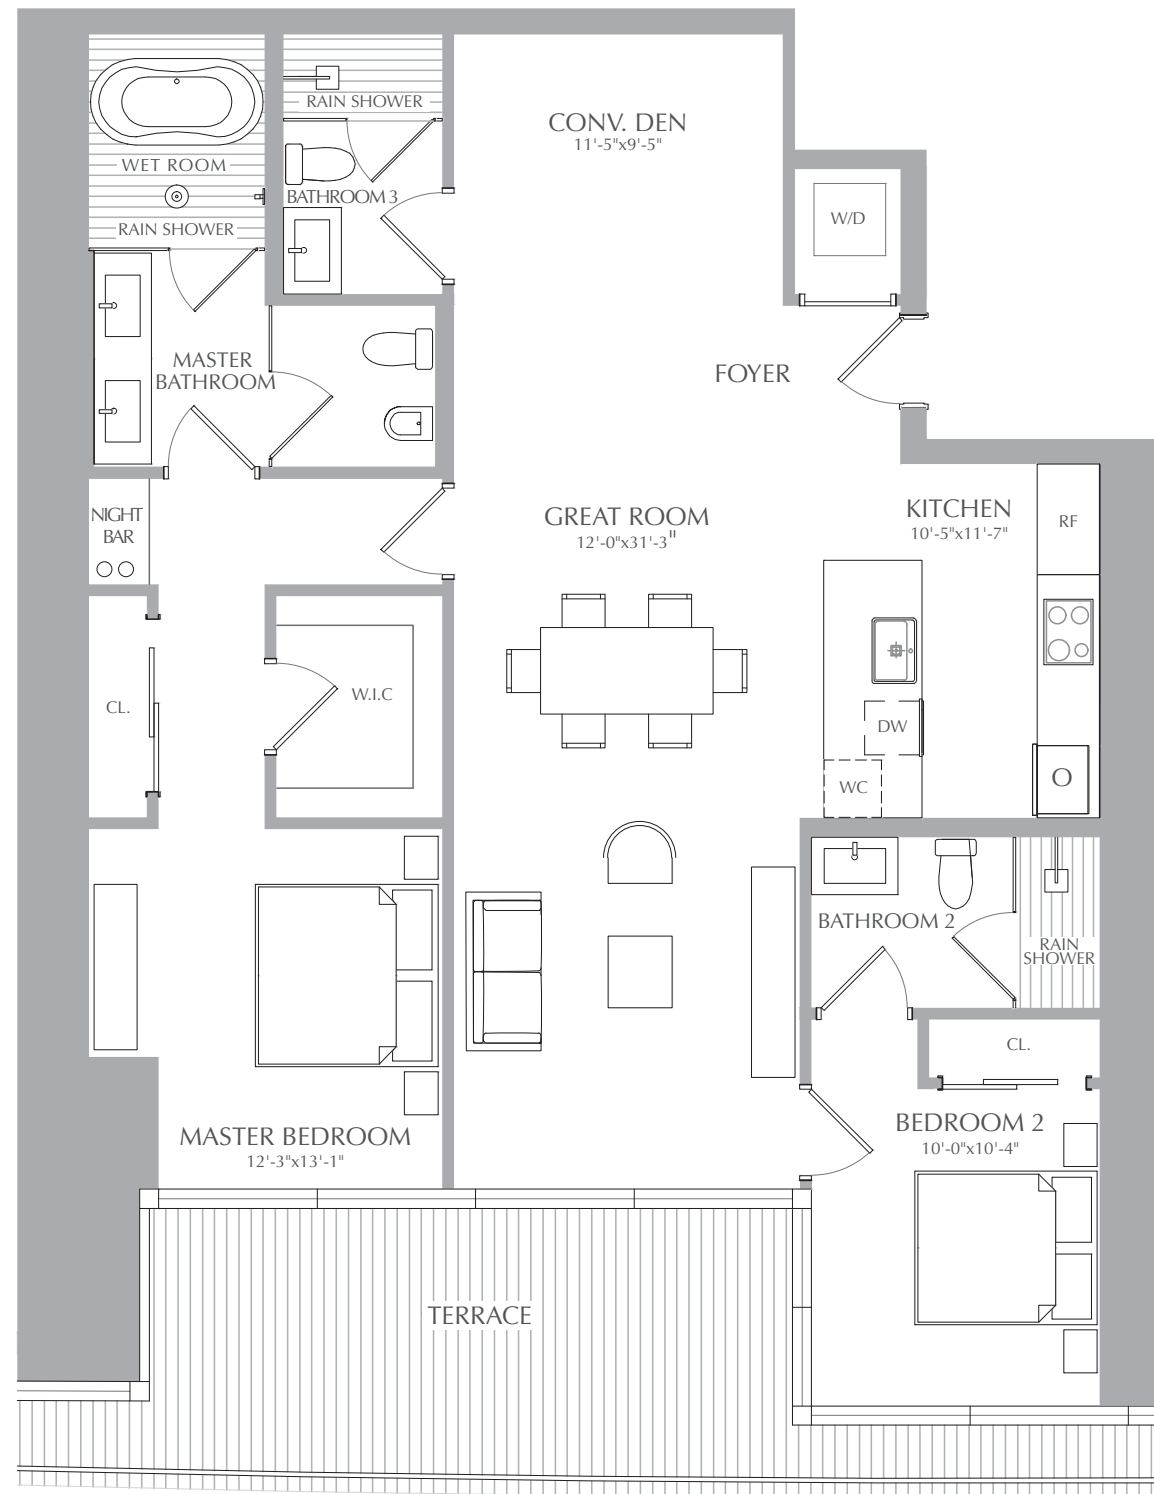 RAIN SHOWER
CONV. DEN
11'-5"x9'-5"
WET ROOM
BATHROOM 3
W/D
RAIN SHOWER
MASTER
BATHROOM
FOYER
NIGHT
BAR
GREAT ROOM
12'-0"x31'-3"
KITCHEN
10'-5"x11'-7"
RF
CL.
W.I.C
DW
WC
O
BATHROOM 2
RAIN
SHOWER
CL.
MASTER BEDROOM
12'-3"x13'-1"
BEDROOM 2
10'-0"x10'-4"
TERRACE